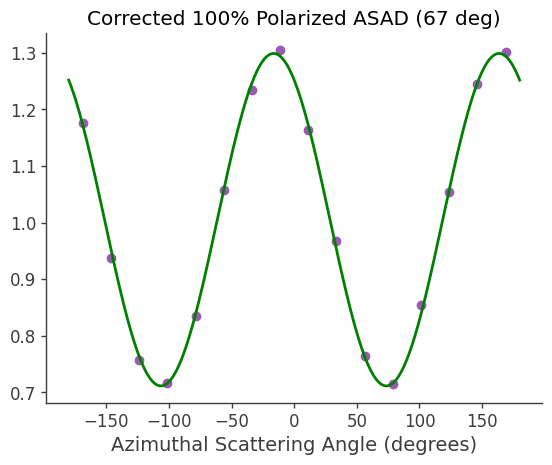 Corrected 100% Polarized ASAD (67 deg)
1.3
1.2
1.1
1.0
0.9
0.8
0.7
−150 −100 −50 0 50 100 150
Azimuthal Scattering Angle (degrees)